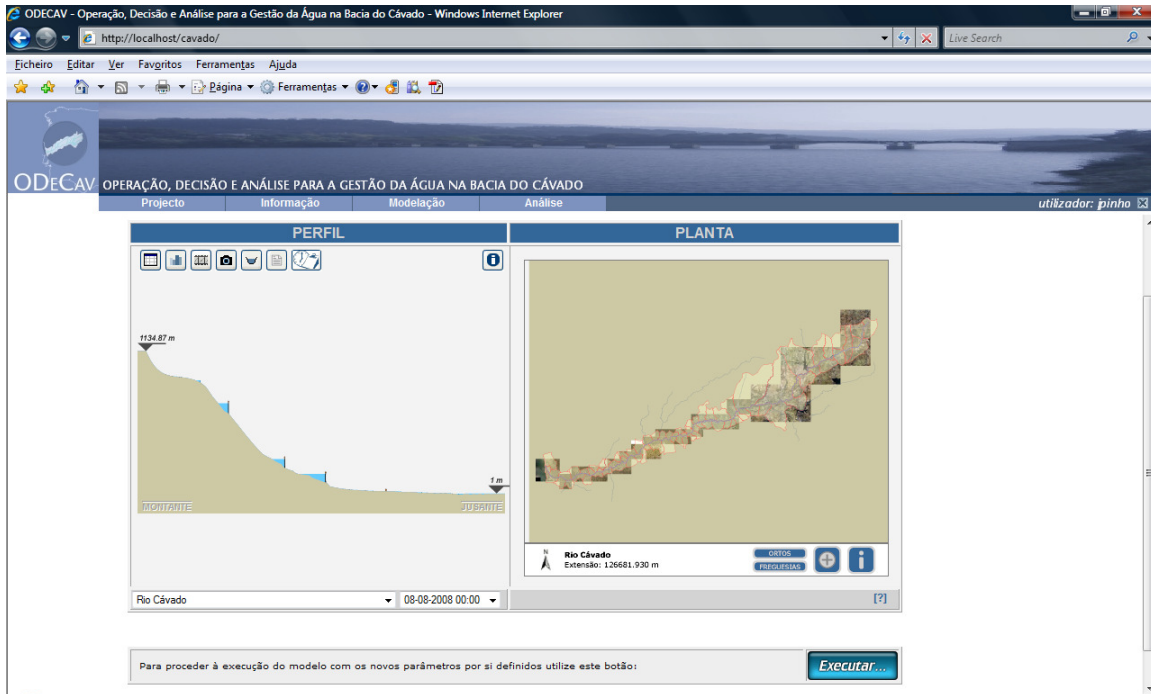 ODECAV - Operação, Decisão e Análise para a Gestão da Água na Bacia do Cávado - Windows Internet Explorer
http://localhost/cavado/
Live Search
Ficheiro Editar Ver Favoritos Ferramentas Ajuda
Página Ferramentas
ODECAV OPERAÇÃO, DECISÃO E ANÁLISE PARA A GESTÃO DA ÁGUA NA BACIA DO CÁVADO
Projecto Informação Modelação Análise utilizador: jpinho
PERFIL PLANTA
1134.87 m
1 m
MONTANTE JUSANTE
N
Rio Cávado
Extensão: 126681.930 m
ORTOS
FREGUESIAS
Rio Cávado 08-08-2008 00:00 [?]
Para proceder à execução do modelo com os novos parâmetros por si definidos utilize este botão:
Executar...